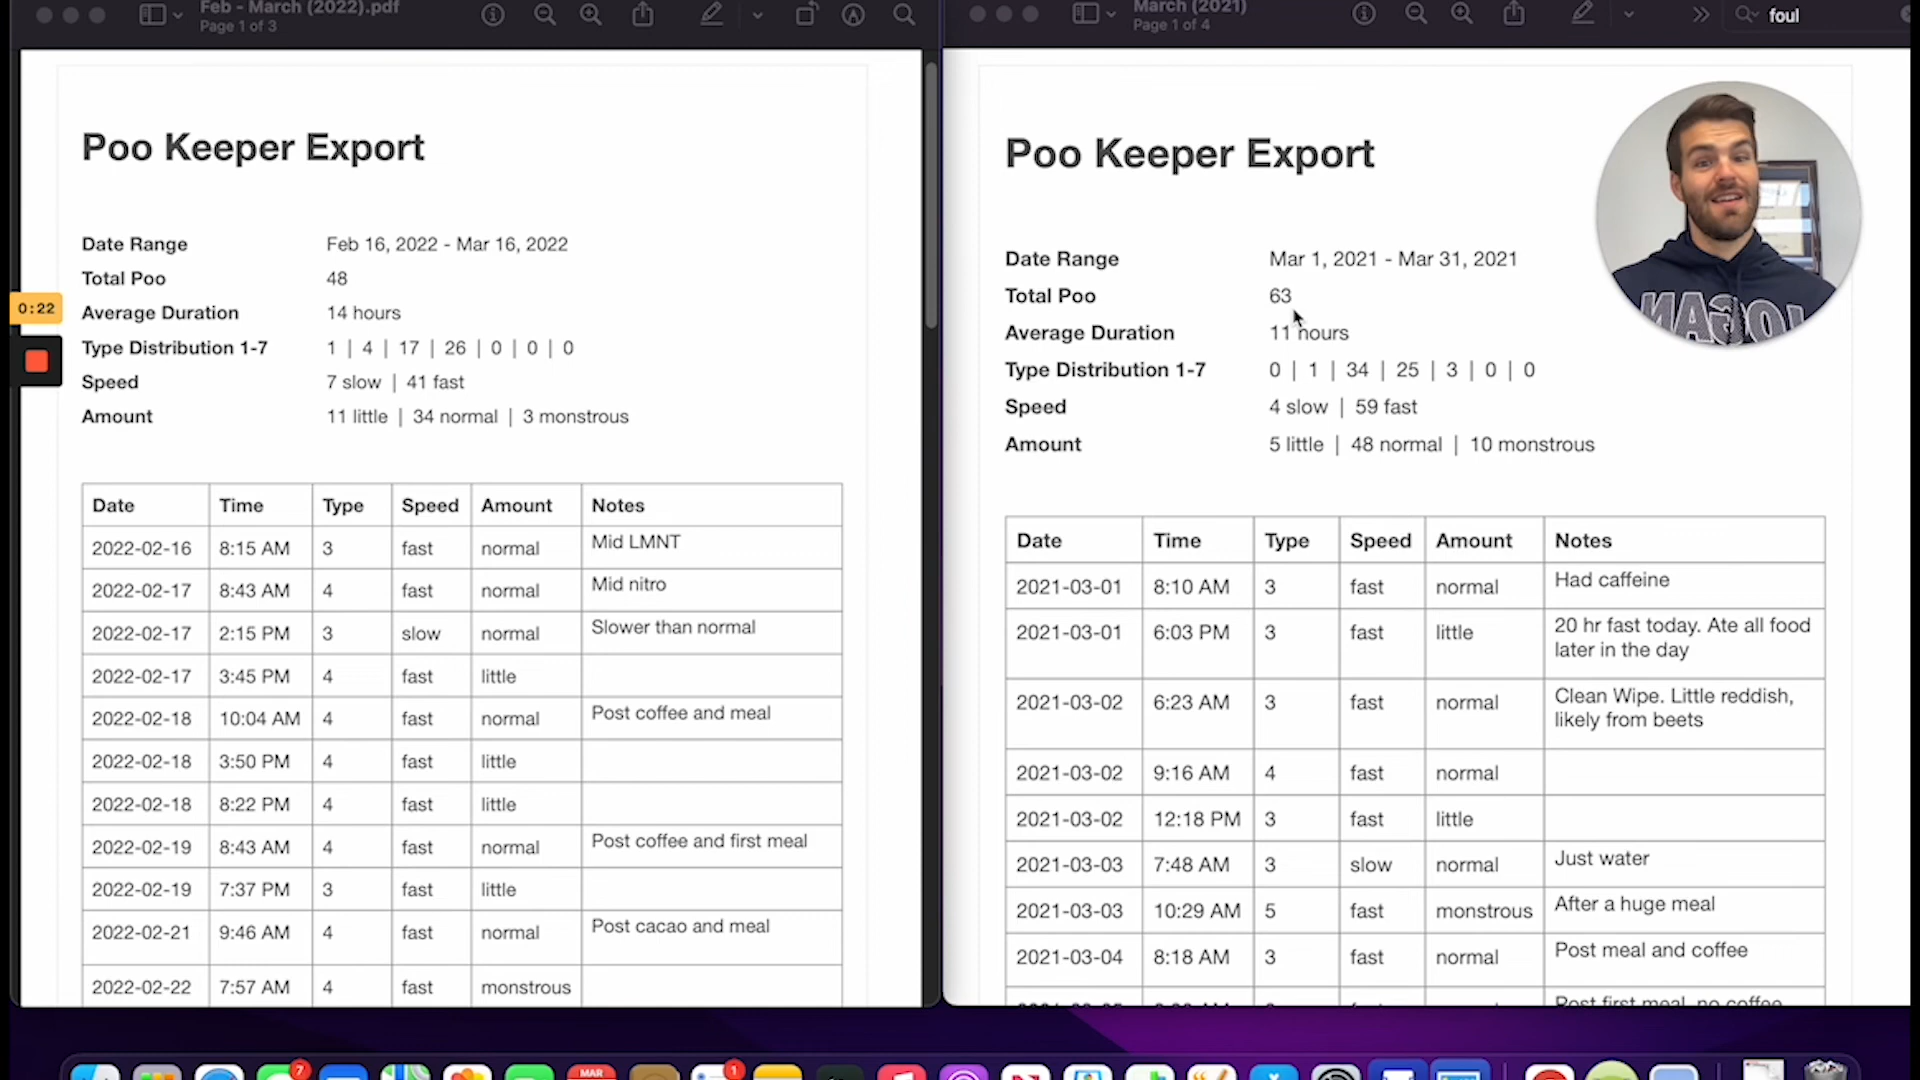 Feb - March (2022).pdf
Page 1 of 3
Poo Keeper Export
Date Range Feb 16, 2022 - Mar 16, 2022
Total Poo 48
Average Duration 14 hours
Type Distribution 1-7 1 | 4 | 17 | 26 | 0 | 0 | 0
Speed 7 slow | 41 fast
Amount 11 little | 34 normal | 3 monstrous
Date Time Type Speed Amount Notes
2022-02-16 8:15 AM 3 fast normal Mid LMNT
2022-02-17 8:43 AM 4 fast normal Mid nitro
2022-02-17 2:15 PM 3 slow normal Slower than normal
2022-02-17 3:45 PM 4 fast little
2022-02-18 10:04 AM 4 fast normal Post coffee and meal
2022-02-18 3:50 PM 4 fast little
2022-02-18 8:22 PM 4 fast little
2022-02-19 8:43 AM 4 fast normal Post coffee and first meal
2022-02-19 7:37 PM 3 fast little
2022-02-21 9:46 AM 4 fast normal Post cacao and meal
2022-02-22 7:57 AM 4 fast monstrous
0:22
March (2021)
Page 1 of 4
foul
Poo Keeper Export
Date Range Mar 1, 2021 - Mar 31, 2021
Total Poo 63
Average Duration 11 hours
Type Distribution 1-7 0 | 1 | 34 | 25 | 3 | 0 | 0
Speed 4 slow | 59 fast
Amount 5 little | 48 normal | 10 monstrous
Date Time Type Speed Amount Notes
2021-03-01 8:10 AM 3 fast normal Had caffeine
2021-03-01 6:03 PM 3 fast little 20 hr fast today. Ate all food
later in the day
2021-03-02 6:23 AM 3 fast normal Clean Wipe. Little reddish,
likely from beets
2021-03-02 9:16 AM 4 fast normal
2021-03-02 12:18 PM 3 fast little
2021-03-03 7:48 AM 3 slow normal Just water
2021-03-03 10:29 AM 5 fast monstrous After a huge meal
2021-03-04 8:18 AM 3 fast normal Post meal and coffee
Post first meal, no coffee
7
MAR
1